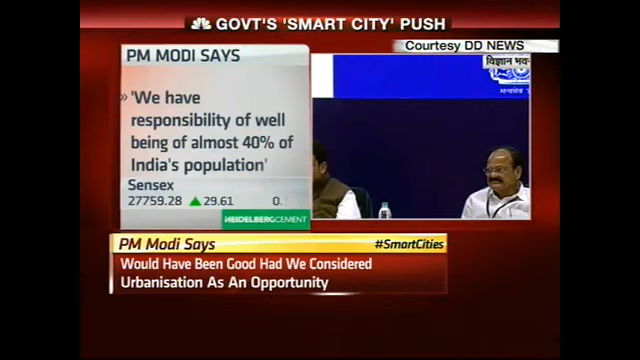 GOVT'S 'SMART CITY' PUSH
Courtesy DD NEWS
PM MODI SAYS
विज्ञान भव
»'We have
responsibility of well
being of almost 40% of
India's population'
Sensex
27759.28 ▲ 29.61 0.
HEIDELBERGCEMENT
PM Modi Says #SmartCities
Would Have Been Good Had We Considered
Urbanisation As An Opportunity